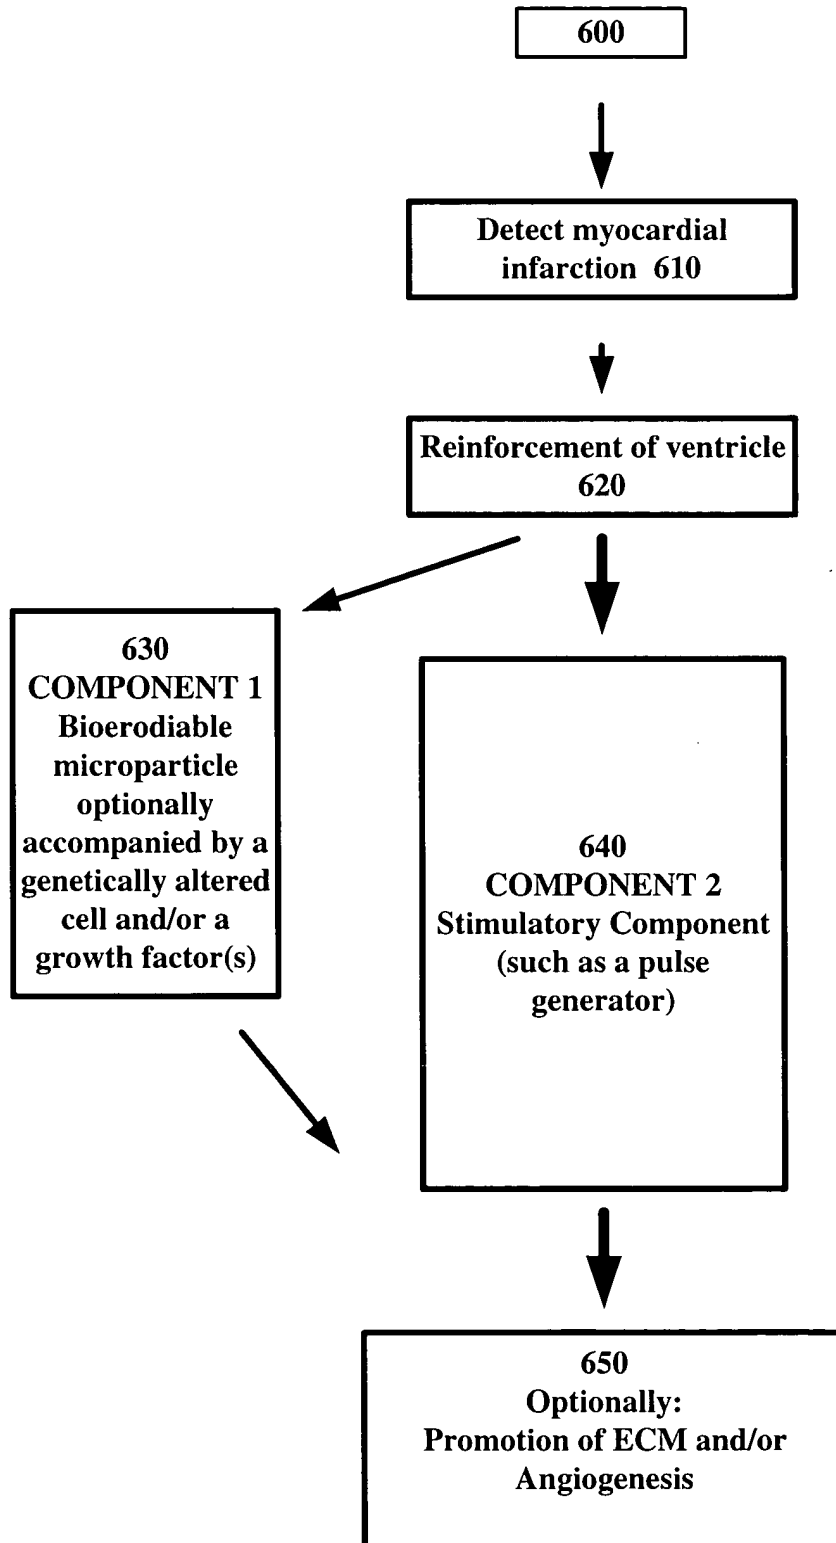 600
Detect myocardial
infarction 610
Reinforcement of ventricle
620
630
COMPONENT 1
Bioerodiable
microparticle
optionally
accompanied by a
genetically altered
cell and/or a
growth factor(s)
640
COMPONENT 2
Stimulatory Component
(such as a pulse
generator)
650
Optionally:
Promotion of ECM and/or
Angiogenesis